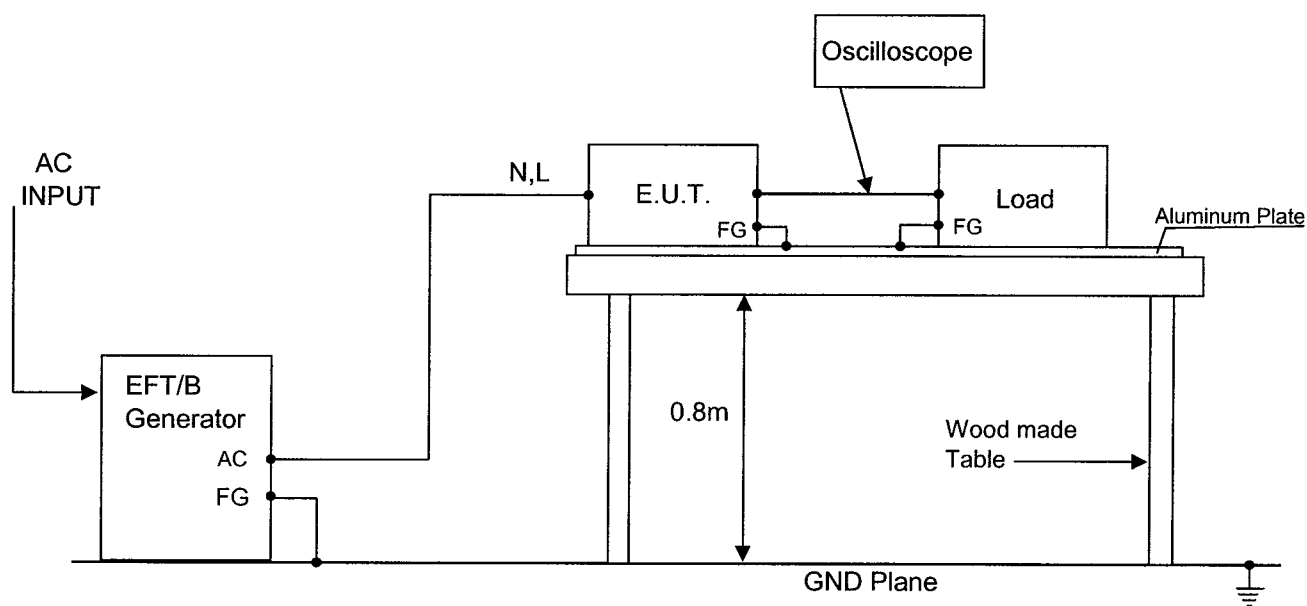 Oscilloscope
AC
INPUT
N,L
E.U.T.
FG
Load
FG
Aluminum Plate
EFT/B
Generator
AC
FG
0.8m
Wood made
Table
GND Plane